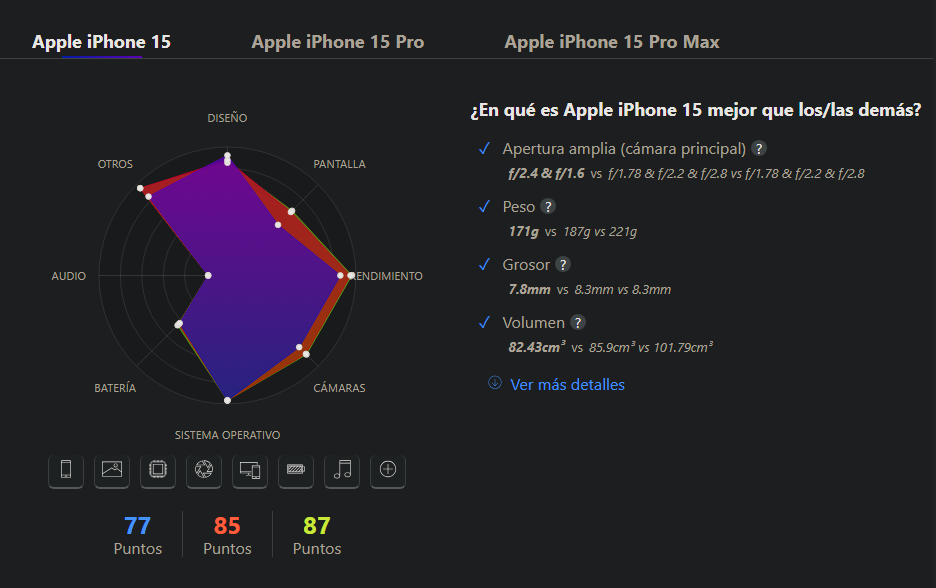 Apple iPhone 15 Apple iPhone 15 Pro Apple iPhone 15 Pro Max
DISEÑO
OTROS PANTALLA
AUDIO RENDIMIENTO
BATERÍA CÁMARAS
SISTEMA OPERATIVO
77 85 87
Puntos Puntos Puntos
¿En qué es Apple iPhone 15 mejor que los/las demás?
Apertura amplia (cámara principal) ?
f/2.4 & f/1.6 vs f/1.78 & f/2.2 & f/2.8 vs f/1.78 & f/2.2 & f/2.8
Peso ?
171g vs 187g vs 221g
Grosor ?
7.8mm vs 8.3mm vs 8.3mm
Volumen ?
82.43cm³ vs 85.9cm³ vs 101.79cm³
Ver más detalles